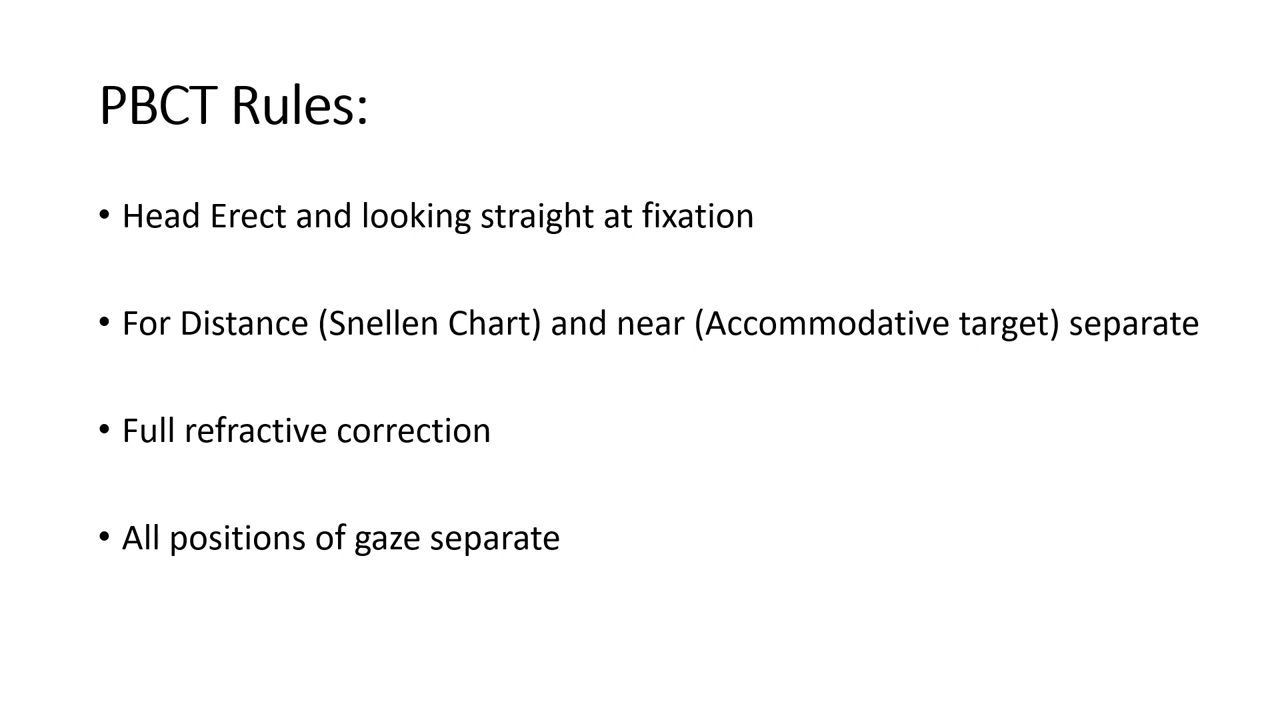 PBCT Rules:
• Head Erect and looking straight at fixation
• For Distance (Snellen Chart) and near (Accommodative target) separate
• Full refractive correction
• All positions of gaze separate